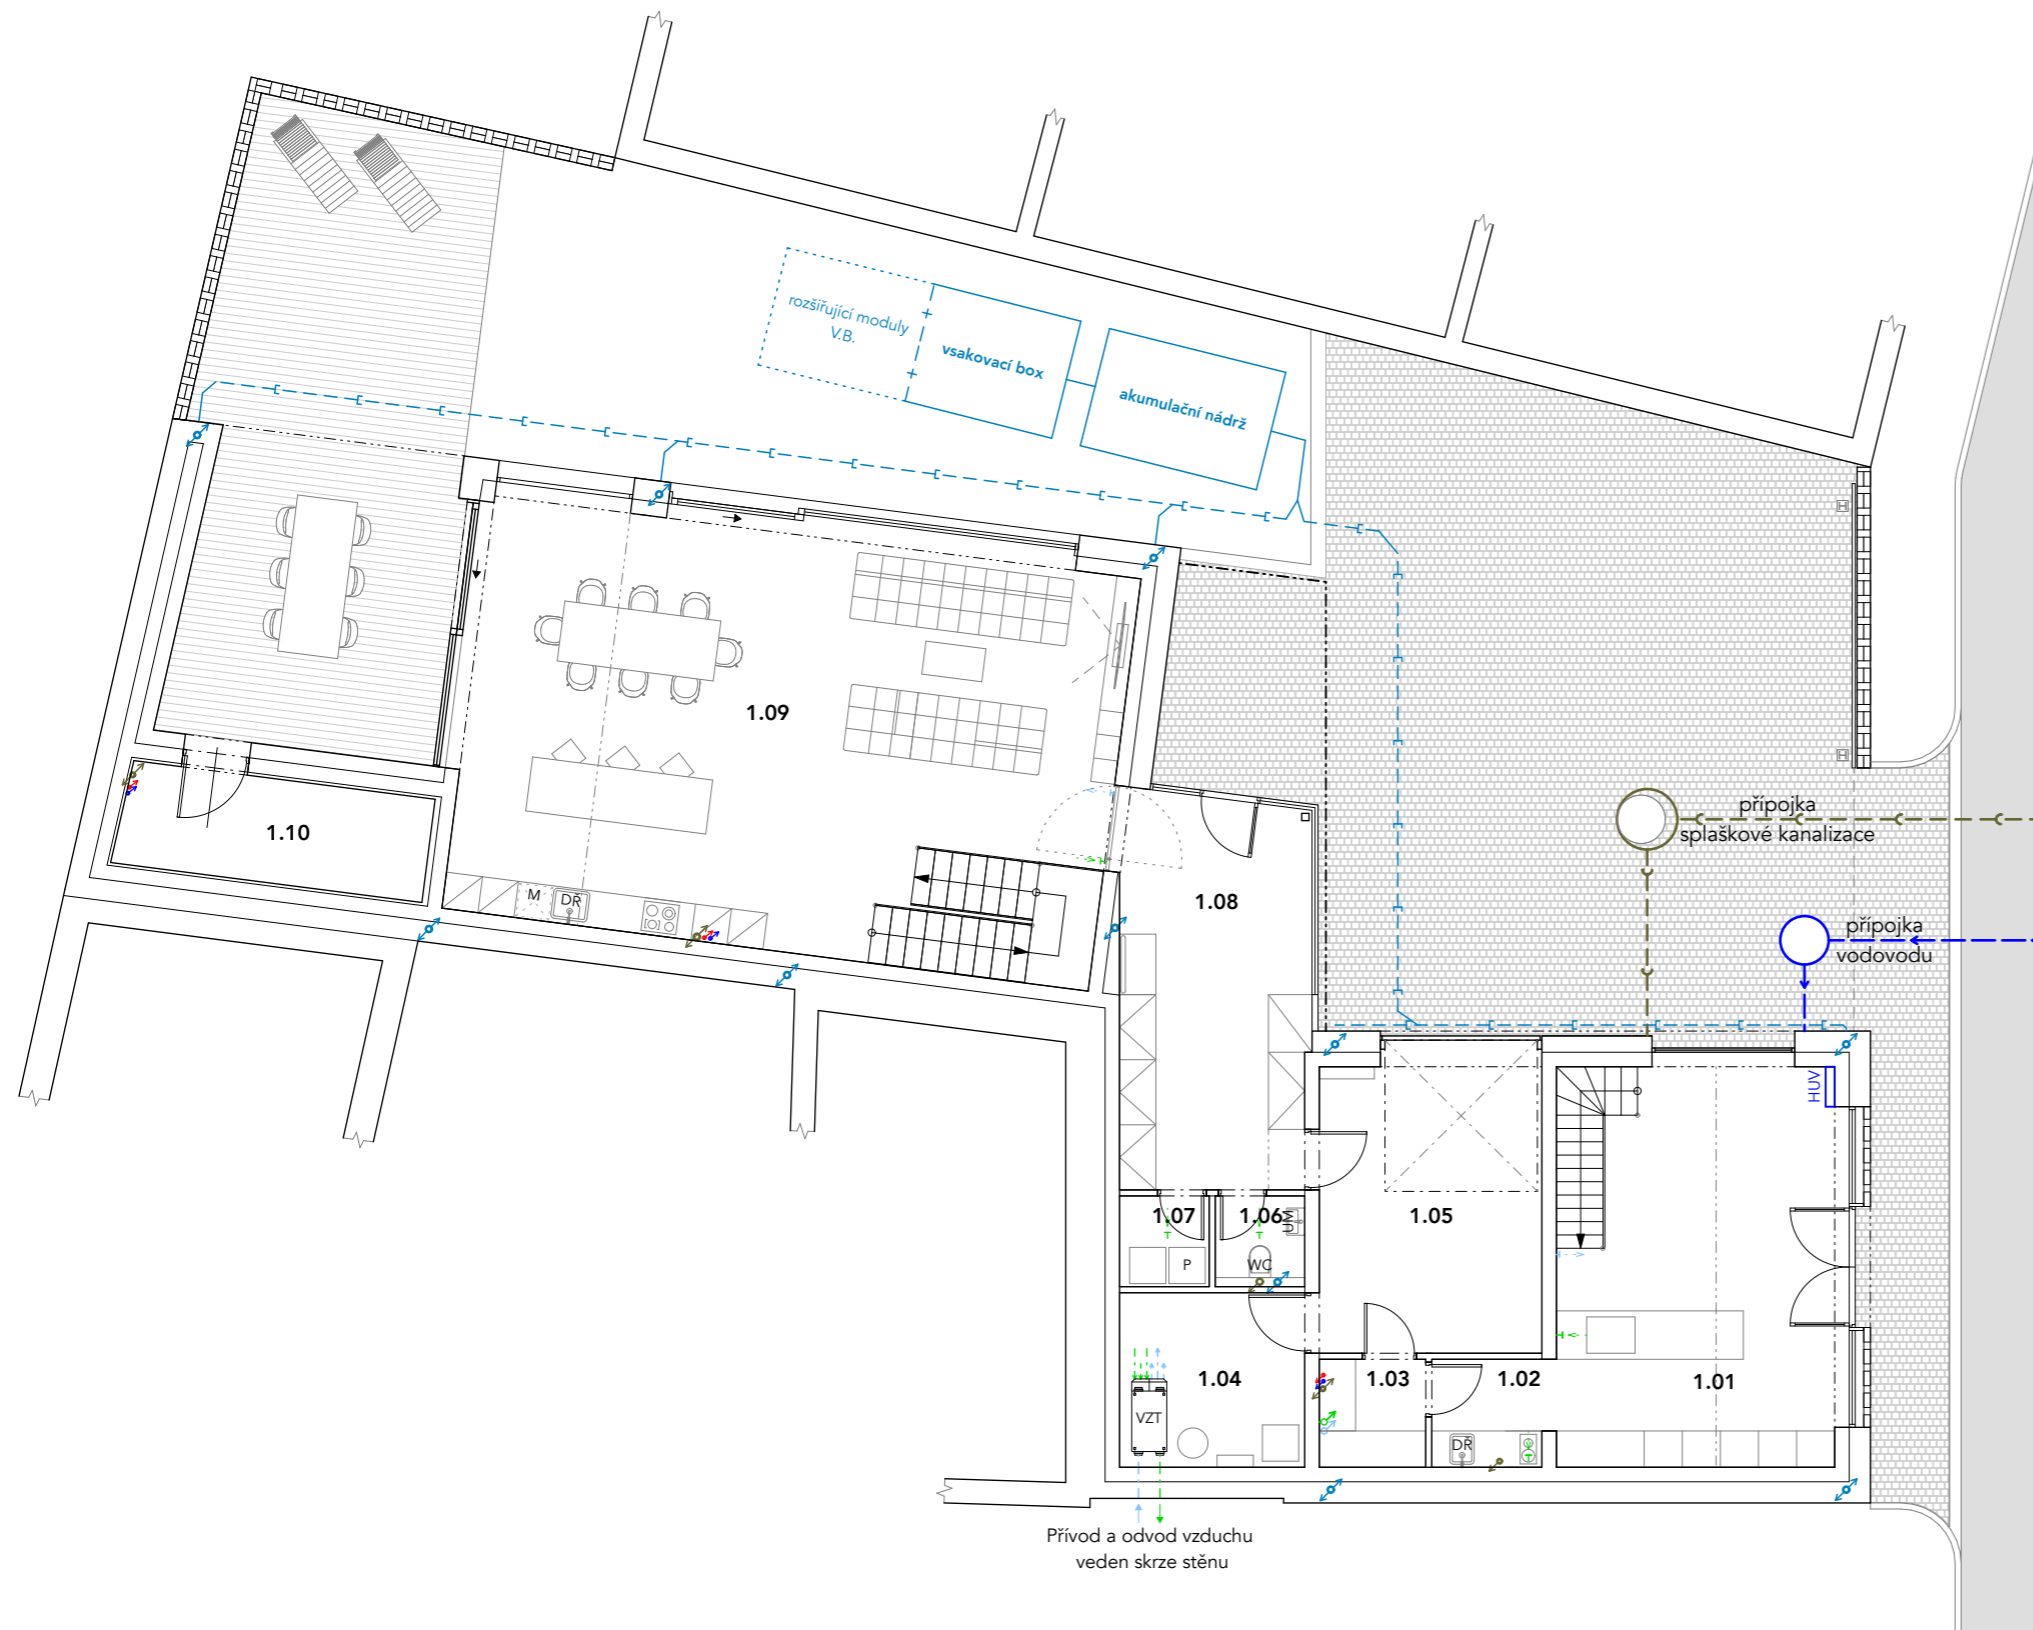 rozšiřující moduly
V.B.
vsakovací box
akumulační nádrž
1.09
1.10
M
DŘ
1.08
přípojka
splaškové kanalizace
přípojka
vodovodu
HUV
1.07
1.06
UM
1.05
P
WC
1.04
1.03
1.02
1.01
VZT
DŘ
Přívod a odvod vzduchu
veden skrze stěnu